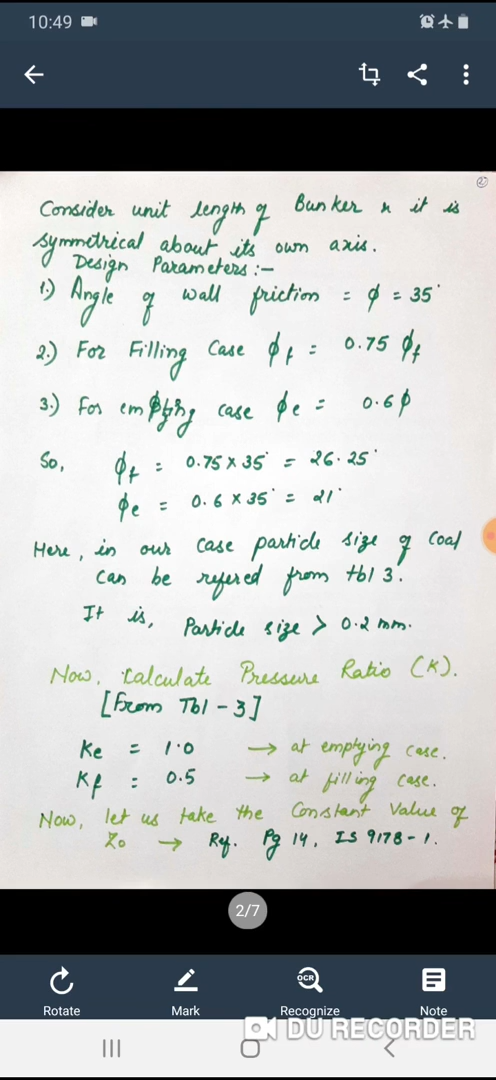 10:49
2
Consider unit length of Bunker & it is
symmetrical about its own axis.
Design Parameters:-
1.) Angle of wall friction = φ = 35°
2.) For Filling Case φf = 0.75 φf
3.) For emptying case φe = 0.6φ
So, φf = 0.75 x 35° = 26.25°
φe = 0.6 x 35° = 21°
Here, in our case particle size of coal
can be refered from tbl 3.
It is, Particle size > 0.2 mm.
Now, Calculate Pressure Ratio (K).
[From Tbl - 3]
Ke = 1.0 → at emptying case.
Kf = 0.5 → at filling case.
Now, let us take the Constant Value of
Zo → Ref. Pg 14, IS 9178-1.
2/7
Rotate
Mark
OCR
Recognize
Note
DU RECORDER